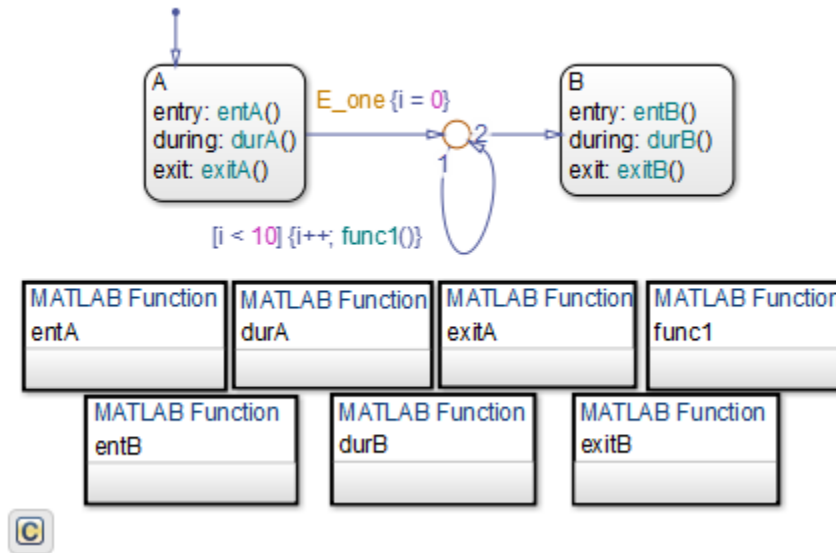 A
entry: entA()
during: durA()
exit: exitA()
E_one {i = 0}
2
1
B
entry: entB()
during: durB()
exit: exitB()
[i < 10] {i++; func1()}
MATLAB Function
entA
MATLAB Function
durA
MATLAB Function
exitA
MATLAB Function
func1
MATLAB Function
entB
MATLAB Function
durB
MATLAB Function
exitB
C